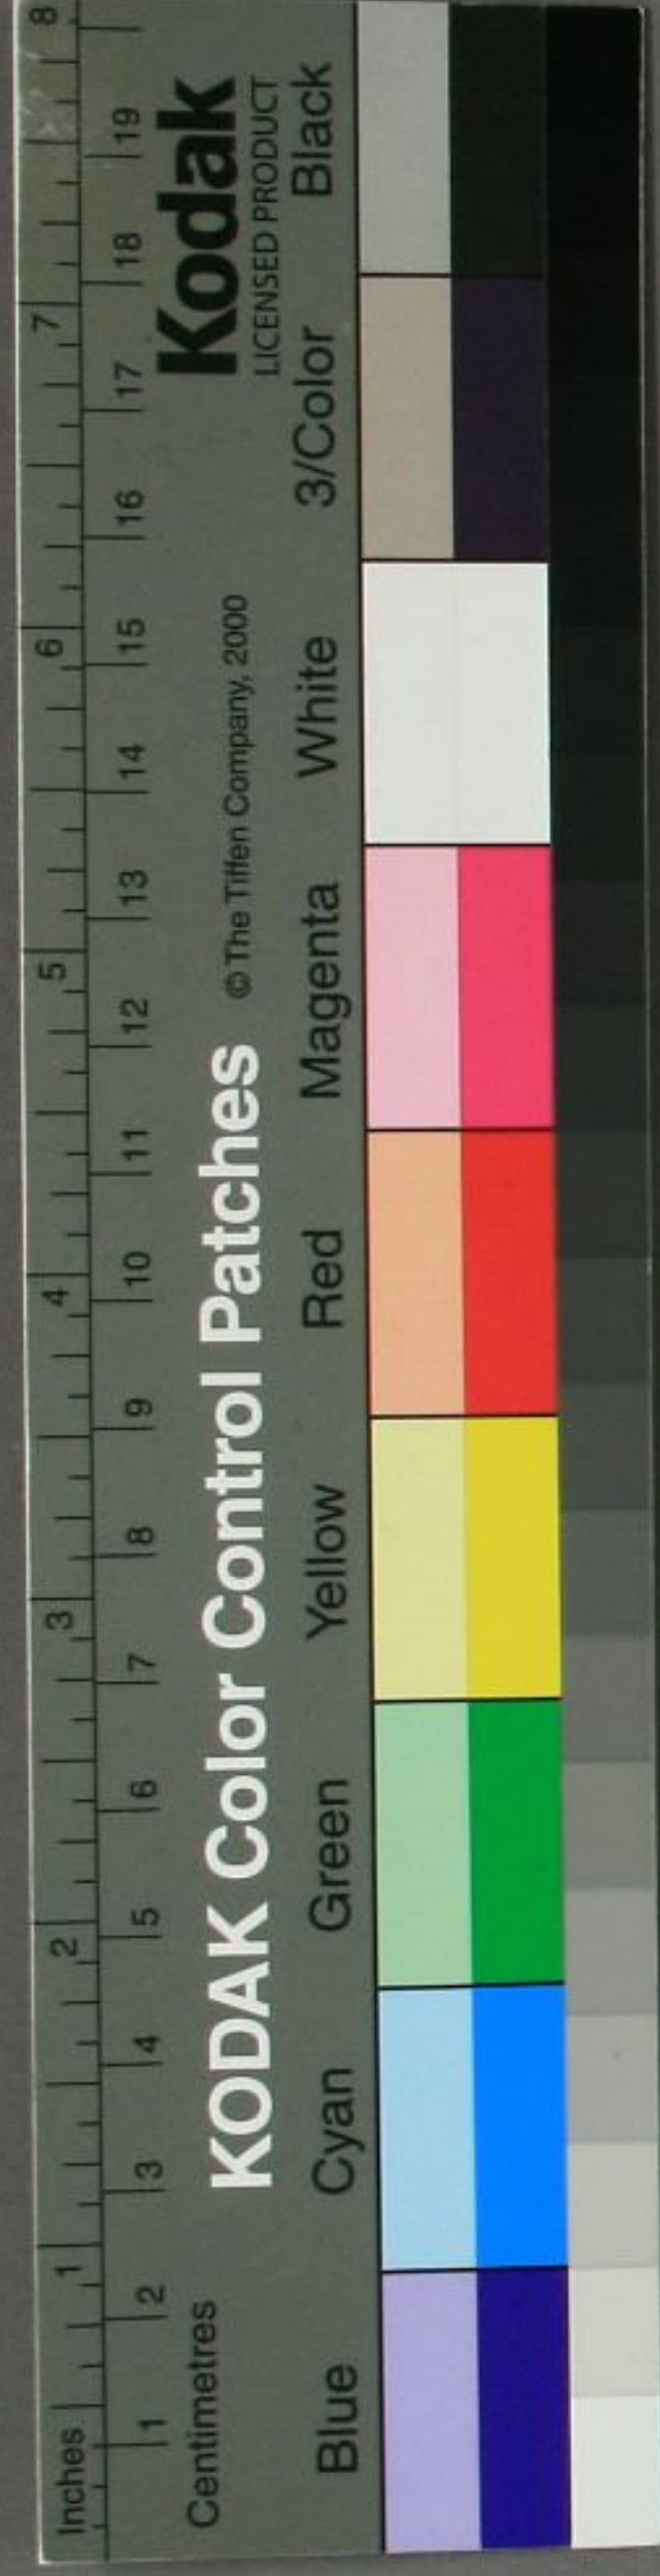 Inches 1 2 3 4 5 6 7 8
1 2 3 4 5 6 7 8 9 10 11 12 13 14 15 16 17 18 19
Centimetres
KODAK Color Control Patches © The Tiffen Company, 2000
Kodak
LICENSED PRODUCT
Blue Cyan Green Yellow Red Magenta White 3/Color Black